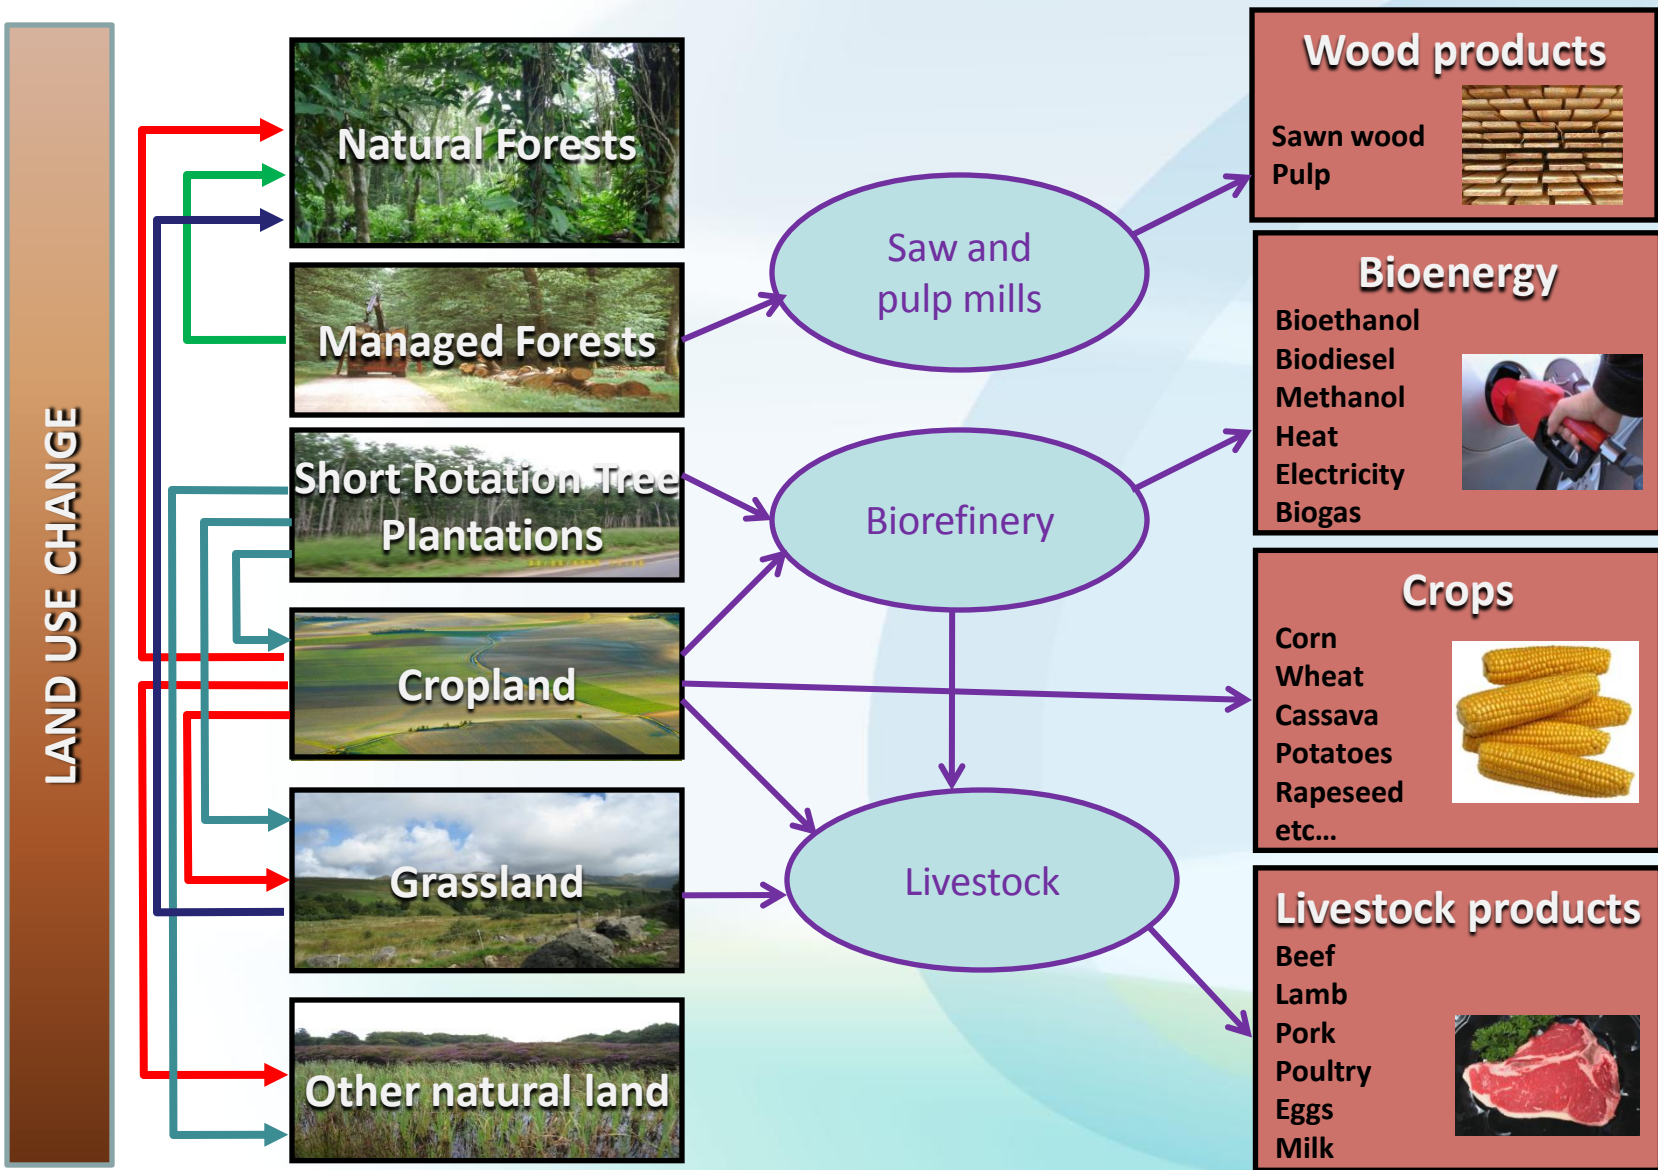 LAND USE CHANGE
Natural Forests
Managed Forests
Short Rotation Tree
Plantations
Cropland
Grassland
Other natural land
Saw and
pulp mills
Biorefinery
Livestock
Wood products
Sawn wood
Pulp
Bioenergy
Bioethanol
Biodiesel
Methanol
Heat
Electricity
Biogas
Crops
Corn
Wheat
Cassava
Potatoes
Rapeseed
etc...
Livestock products
Beef
Lamb
Pork
Poultry
Eggs
Milk